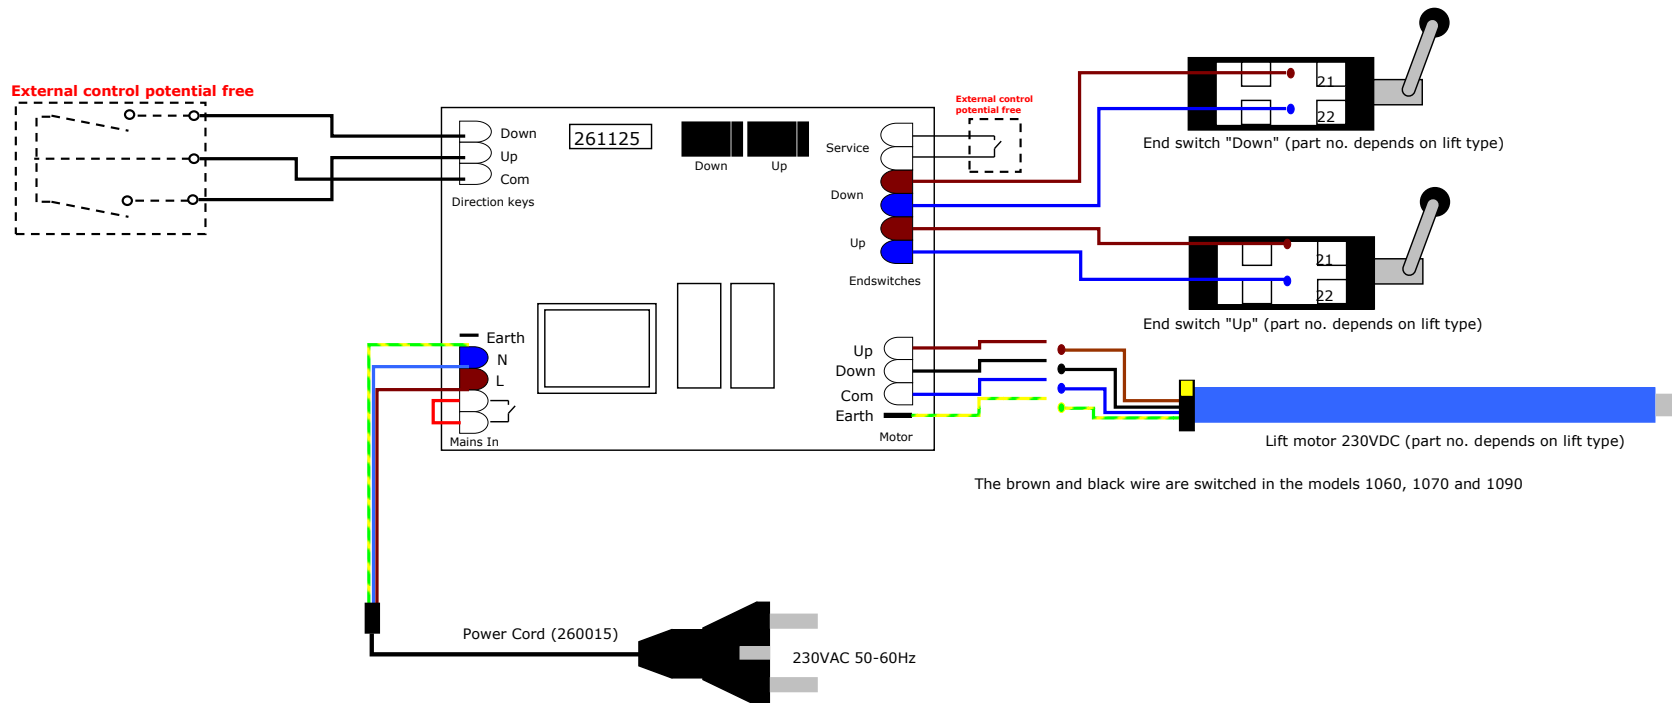 External control potential free
Down
Up
Com
Direction keys
261125
Down
Up
Service
Down
Up
Endswitches
External control
potential free
21
22
End switch "Down" (part no. depends on lift type)
21
22
End switch "Up" (part no. depends on lift type)
Earth
N
L
Mains In
Up
Down
Com
Earth
Motor
Lift motor 230VDC (part no. depends on lift type)
The brown and black wire are switched in the models 1060, 1070 and 1090
Power Cord (260015)
230VAC 50-60Hz